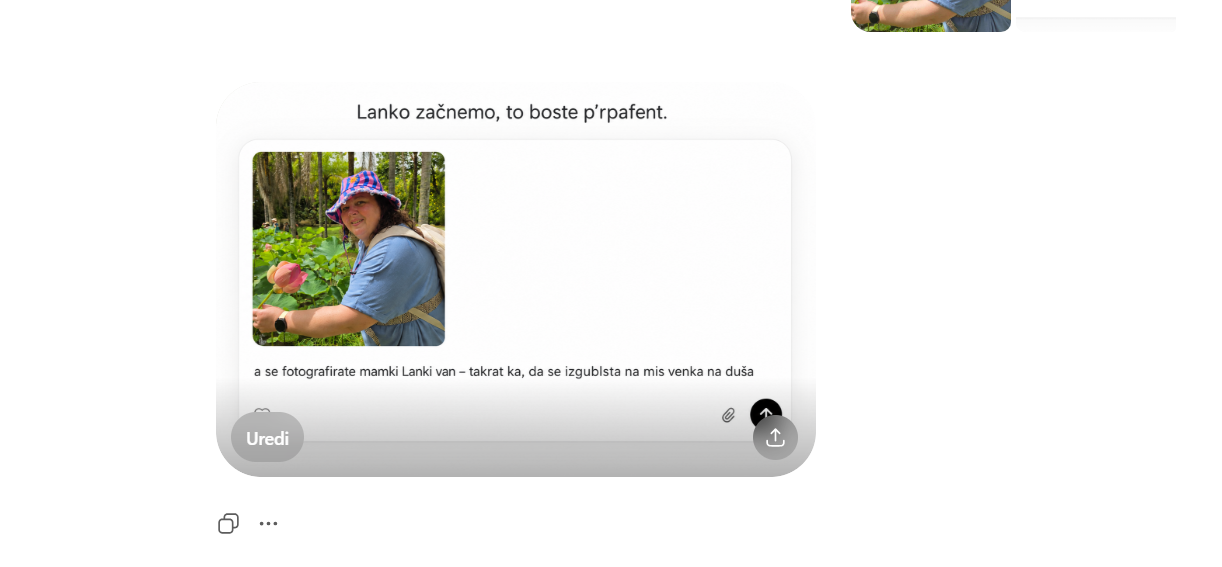 Lanko začnemo, to boste p’rpafent.
a se fotografirate mamki Lanki van – takrat ka, da se izgublsta na mis venka na duša
Uredi